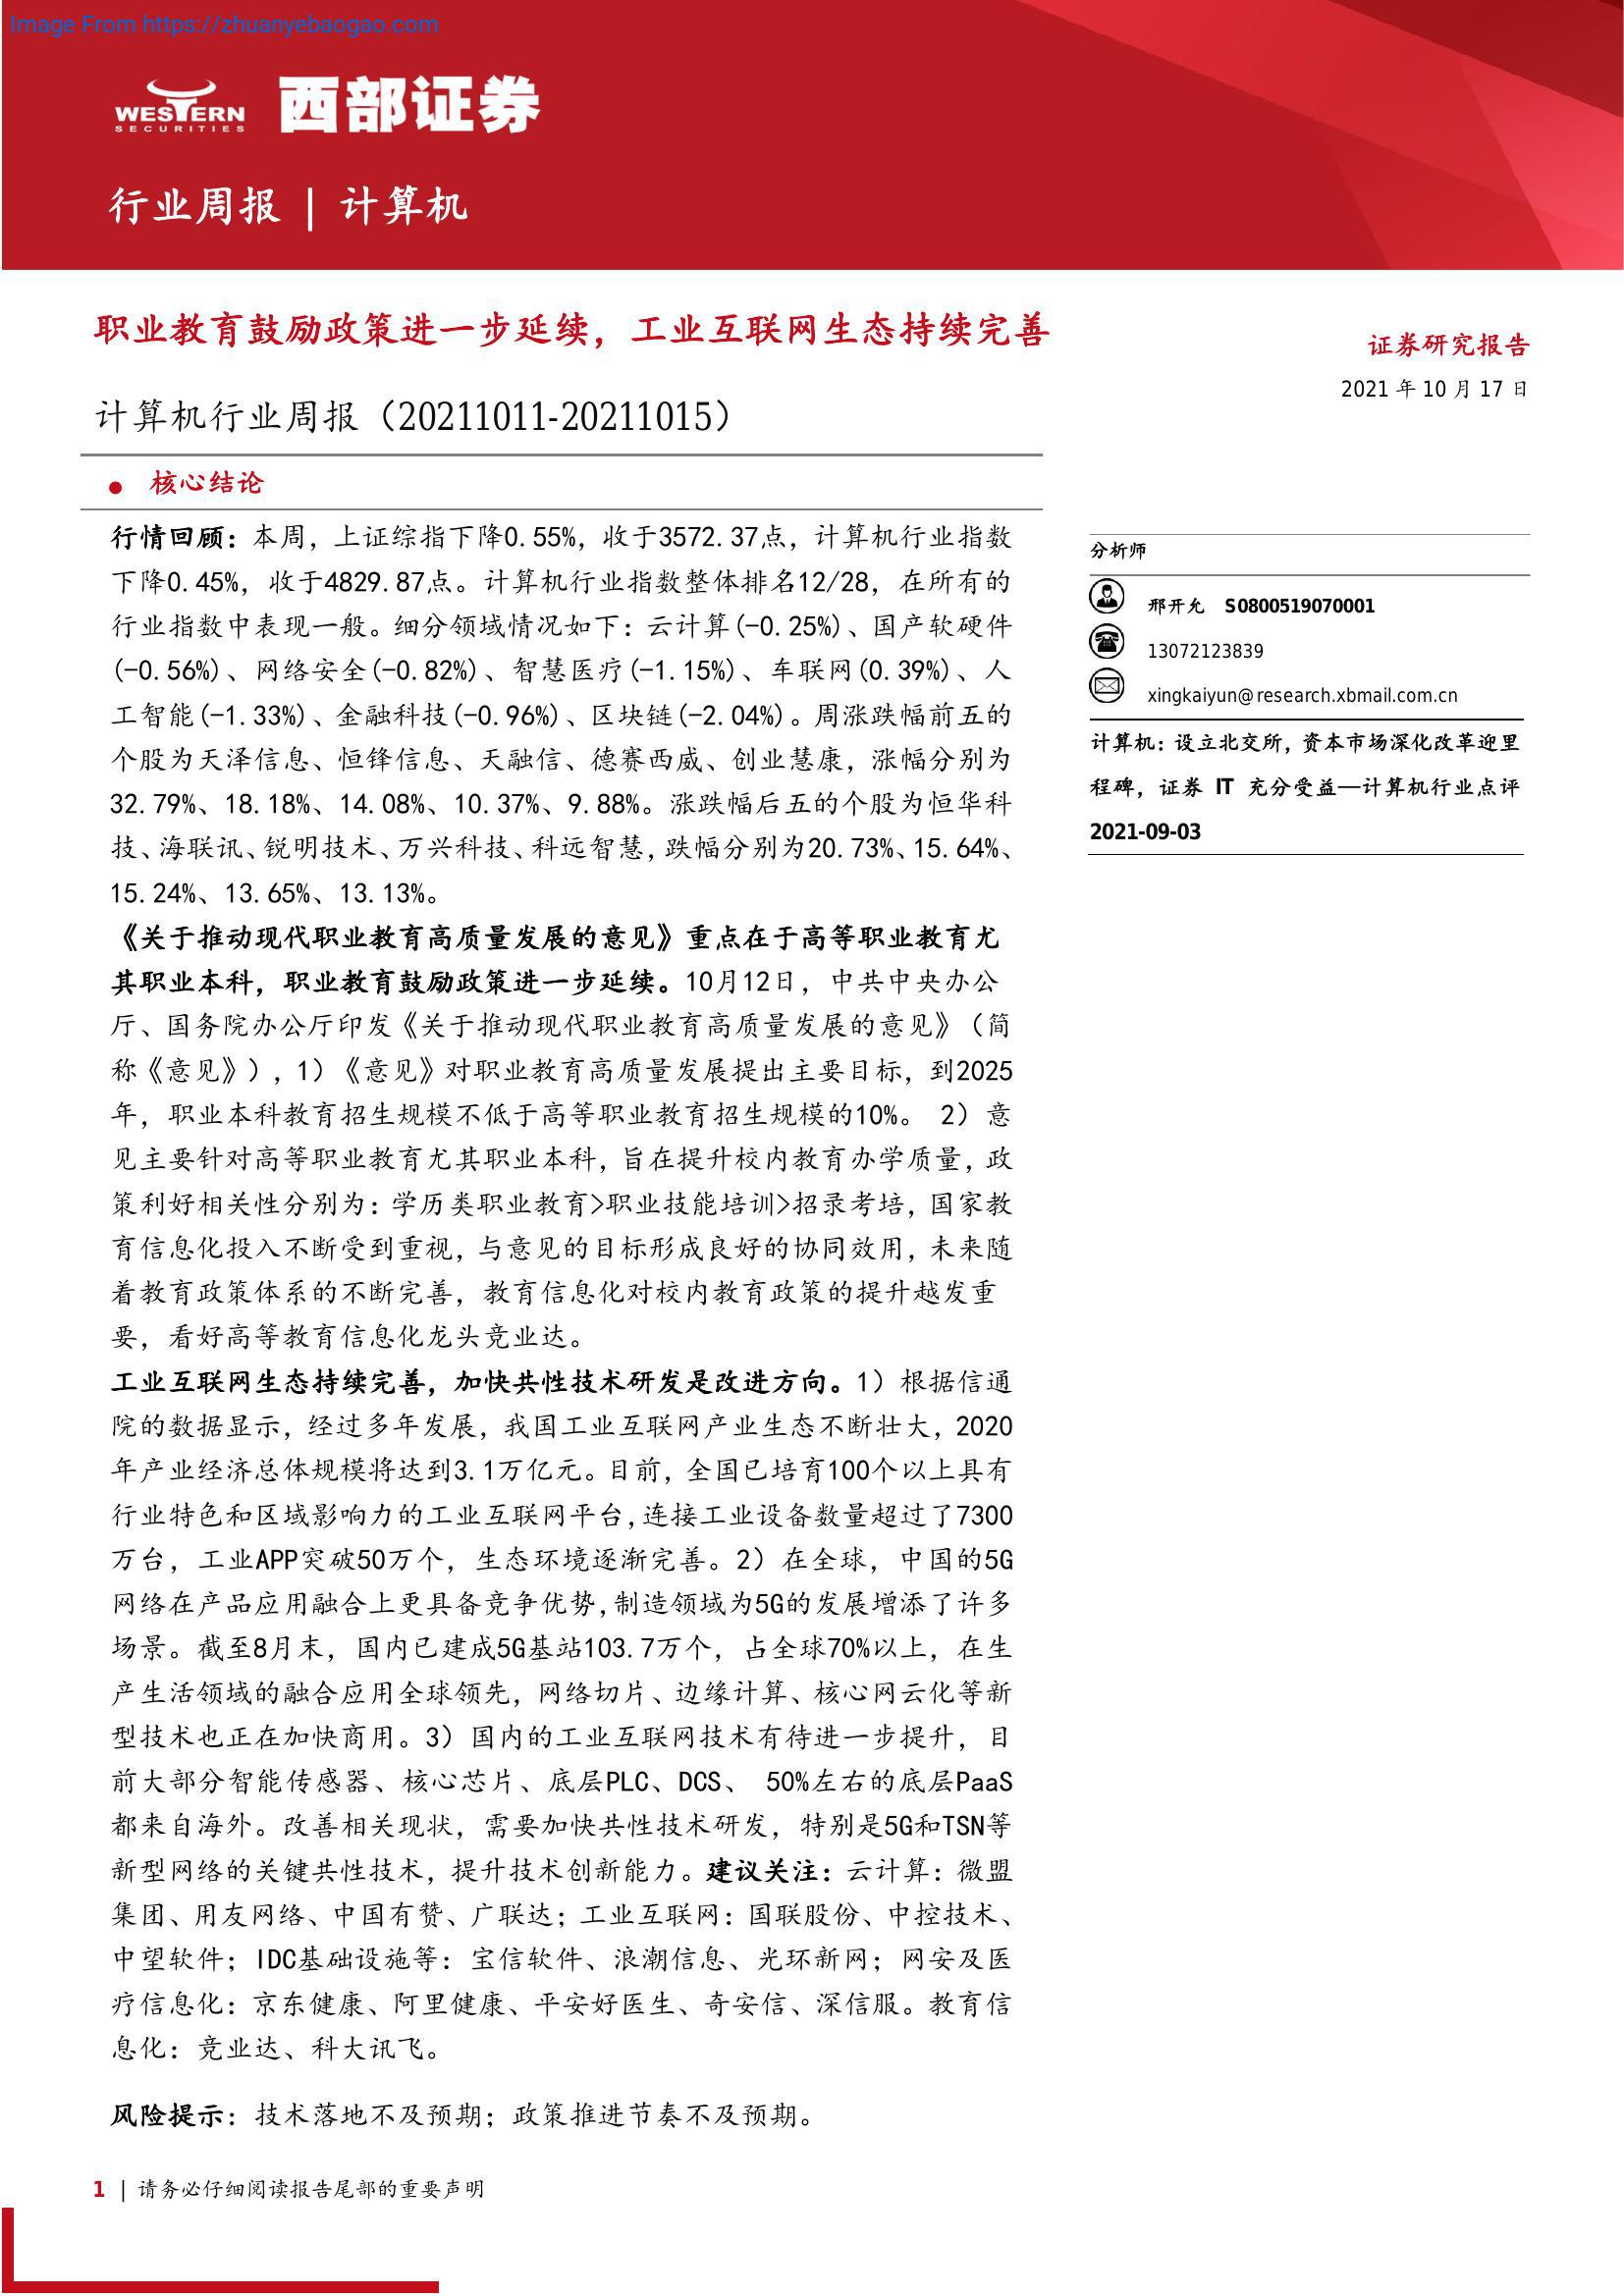 Image From https://zhuanyebaogao.com
WESTERN
SECURITIES
西部证券
行业周报 | 计算机
职业教育鼓励政策进一步延续，工业互联网生态持续完善
证券研究报告
2021 年 10 月 17 日
计算机行业周报（20211011-20211015）
● 核心结论
行情回顾：本周，上证综指下降0.55%，收于3572.37点，计算机行业指数
下降0.45%，收于4829.87点。计算机行业指数整体排名12/28，在所有的
行业指数中表现一般。细分领域情况如下：云计算(-0.25%)、国产软硬件
(-0.56%)、网络安全(-0.82%)、智慧医疗(-1.15%)、车联网(0.39%)、人
工智能(-1.33%)、金融科技(-0.96%)、区块链(-2.04%)。周涨跌幅前五的
个股为天泽信息、恒锋信息、天融信、德赛西威、创业慧康，涨幅分别为
32.79%、18.18%、14.08%、10.37%、9.88%。涨跌幅后五的个股为恒华科
技、海联讯、锐明技术、万兴科技、科远智慧,跌幅分别为20.73%、15.64%、
15.24%、13.65%、13.13%。
《关于推动现代职业教育高质量发展的意见》重点在于高等职业教育尤
其职业本科，职业教育鼓励政策进一步延续。10月12日，中共中央办公
厅、国务院办公厅印发《关于推动现代职业教育高质量发展的意见》（简
称《意见》），1）《意见》对职业教育高质量发展提出主要目标，到2025
年，职业本科教育招生规模不低于高等职业教育招生规模的10%。 2）意
见主要针对高等职业教育尤其职业本科，旨在提升校内教育办学质量，政
策利好相关性分别为：学历类职业教育>职业技能培训>招录考培，国家教
育信息化投入不断受到重视，与意见的目标形成良好的协同效用，未来随
着教育政策体系的不断完善，教育信息化对校内教育政策的提升越发重
要，看好高等教育信息化龙头竞业达。
工业互联网生态持续完善，加快共性技术研发是改进方向。1）根据信通
院的数据显示，经过多年发展，我国工业互联网产业生态不断壮大，2020
年产业经济总体规模将达到3.1万亿元。目前，全国已培育100个以上具有
行业特色和区域影响力的工业互联网平台,连接工业设备数量超过了7300
万台，工业APP突破50万个，生态环境逐渐完善。2）在全球，中国的5G
网络在产品应用融合上更具备竞争优势,制造领域为5G的发展增添了许多
场景。截至8月末，国内已建成5G基站103.7万个，占全球70%以上，在生
产生活领域的融合应用全球领先，网络切片、边缘计算、核心网云化等新
型技术也正在加快商用。3）国内的工业互联网技术有待进一步提升，目
前大部分智能传感器、核心芯片、底层PLC、DCS、 50%左右的底层PaaS
都来自海外。改善相关现状，需要加快共性技术研发，特别是5G和TSN等
新型网络的关键共性技术，提升技术创新能力。建议关注：云计算：微盟
集团、用友网络、中国有赞、广联达；工业互联网：国联股份、中控技术、
中望软件；IDC基础设施等：宝信软件、浪潮信息、光环新网；网安及医
疗信息化：京东健康、阿里健康、平安好医生、奇安信、深信服。教育信
息化：竞业达、科大讯飞。
风险提示：技术落地不及预期；政策推进节奏不及预期。
分析师
邢开允 S0800519070001
13072123839
xingkaiyun@research.xbmail.com.cn
计算机：设立北交所，资本市场深化改革迎里
程碑，证券 IT 充分受益—计算机行业点评
2021-09-03
1 | 请务必仔细阅读报告尾部的重要声明